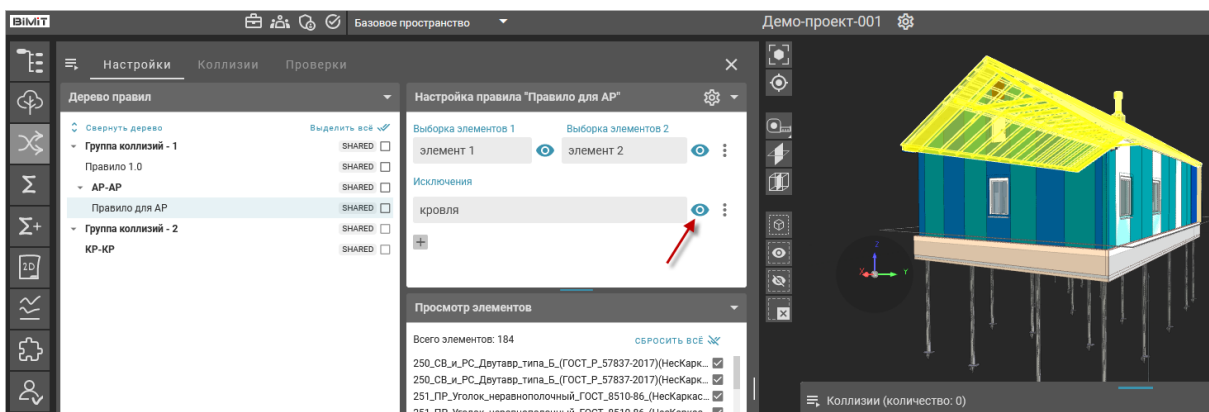 BIMIT
Базовое пространство
Демо-проект-001
Настройки Коллизии Проверки
Дерево правил
Свернуть дерево Выделить всё
Группа коллизий - 1 SHARED
Правило 1.0 SHARED
АР-АР SHARED
Правило для АР SHARED
Группа коллизий - 2 SHARED
КР-КР SHARED
Настройка правила "Правило для АР"
Выборка элементов 1 Выборка элементов 2
элемент 1 элемент 2
Исключения
кровля
Просмотр элементов
Всего элементов: 184 СБРОСИТЬ ВСЁ
250_СВ_и_РС_Двутавр_типа_Б_(ГОСТ_Р_57837-2017)(НесКарк...
250_СВ_и_РС_Двутавр_типа_Б_(ГОСТ_Р_57837-2017)(НесКарк...
251_ПР_Уголок_неравнополочный_ГОСТ_8510-86_(НесКаркас...
251_ПР_Уголок_неравнополочный_ГОСТ_8510-86_(НесКаркас...
Z
X
Y
2D
Коллизии (количество: 0)